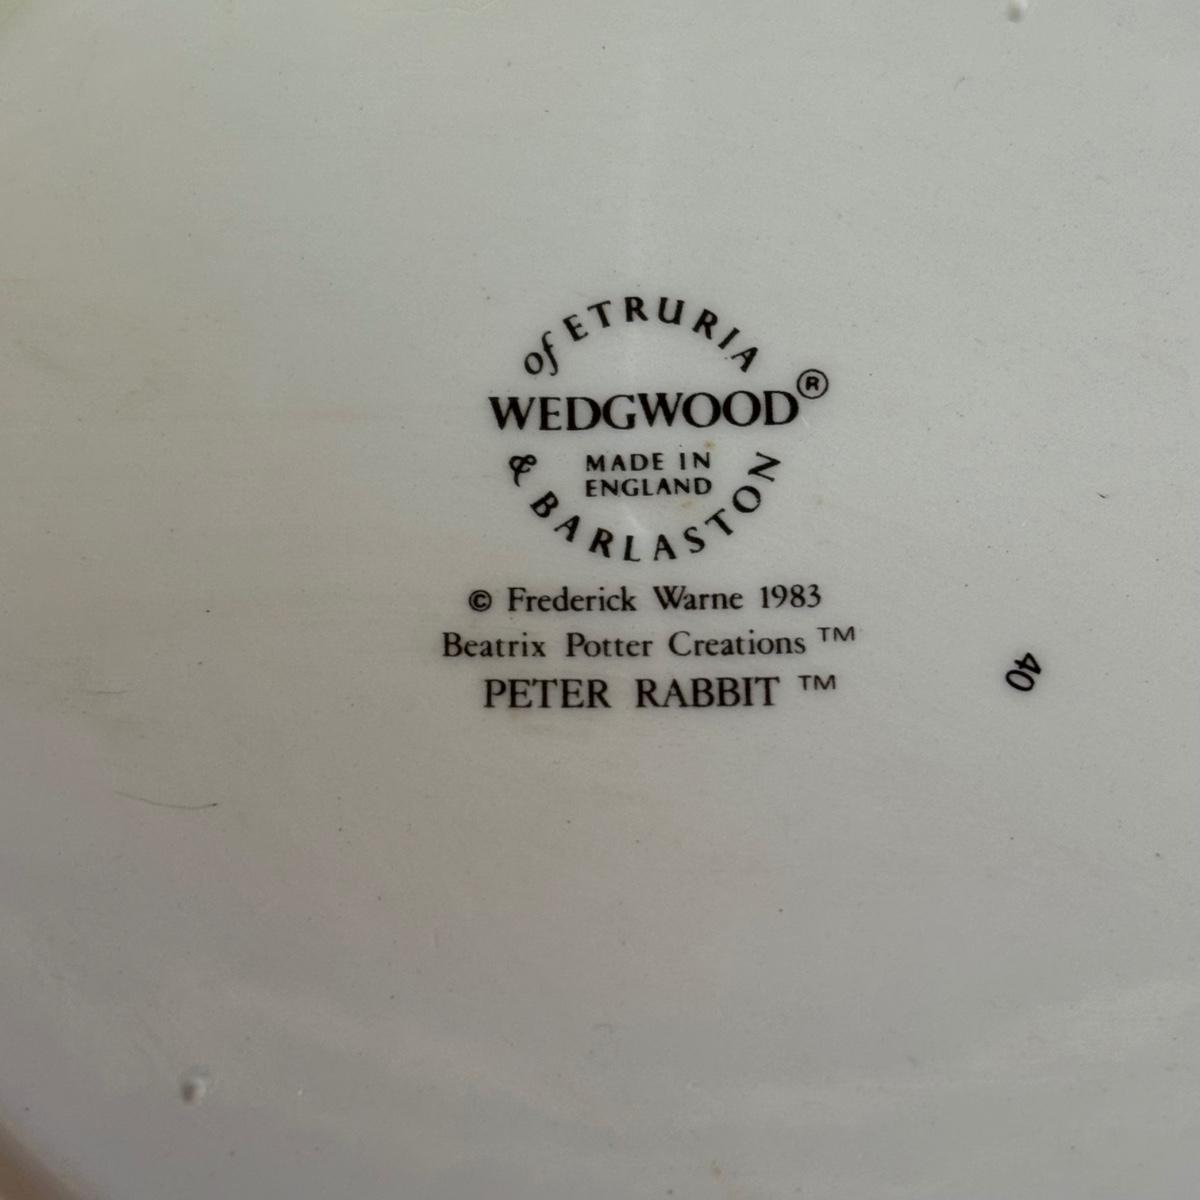 of ETRURIA
WEDGWOOD®
MADE IN
ENGLAND
& BARLASTON
© Frederick Warne 1983
Beatrix Potter Creations ™
PETER RABBIT ™
40